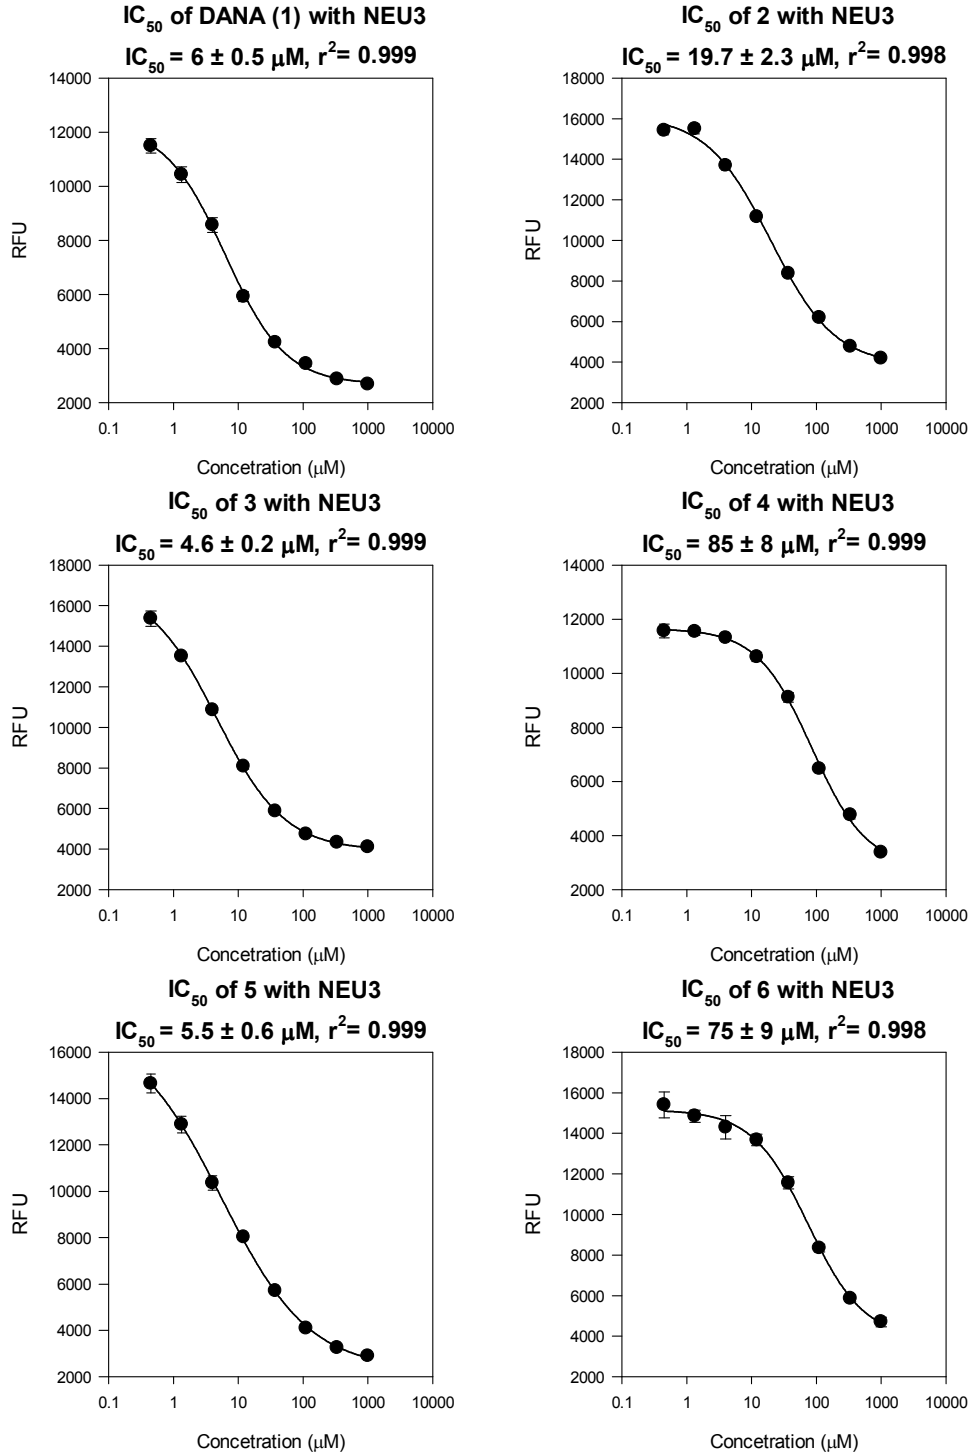 IC50 of DANA (1) with NEU3
IC50 = 6 ± 0.5 μM, r2= 0.999
14000
12000
10000
8000
6000
4000
2000
RFU
0.1 1 10 100 1000 10000
Concetration (μM)
IC50 of 2 with NEU3
IC50 = 19.7 ± 2.3 μM, r2= 0.998
18000
16000
14000
12000
10000
8000
6000
4000
2000
RFU
0.1 1 10 100 1000 10000
Concetration (μM)
IC50 of 3 with NEU3
IC50 = 4.6 ± 0.2 μM, r2= 0.999
18000
16000
14000
12000
10000
8000
6000
4000
2000
RFU
0.1 1 10 100 1000 10000
Concetration (μM)
IC50 of 4 with NEU3
IC50 = 85 ± 8 μM, r2= 0.999
14000
12000
10000
8000
6000
4000
2000
RFU
0.1 1 10 100 1000 10000
Concetration (μM)
IC50 of 5 with NEU3
IC50 = 5.5 ± 0.6 μM, r2= 0.999
16000
14000
12000
10000
8000
6000
4000
2000
RFU
0.1 1 10 100 1000 10000
Concetration (μM)
IC50 of 6 with NEU3
IC50 = 75 ± 9 μM, r2= 0.998
18000
16000
14000
12000
10000
8000
6000
4000
2000
RFU
0.1 1 10 100 1000 10000
Concetration (μM)